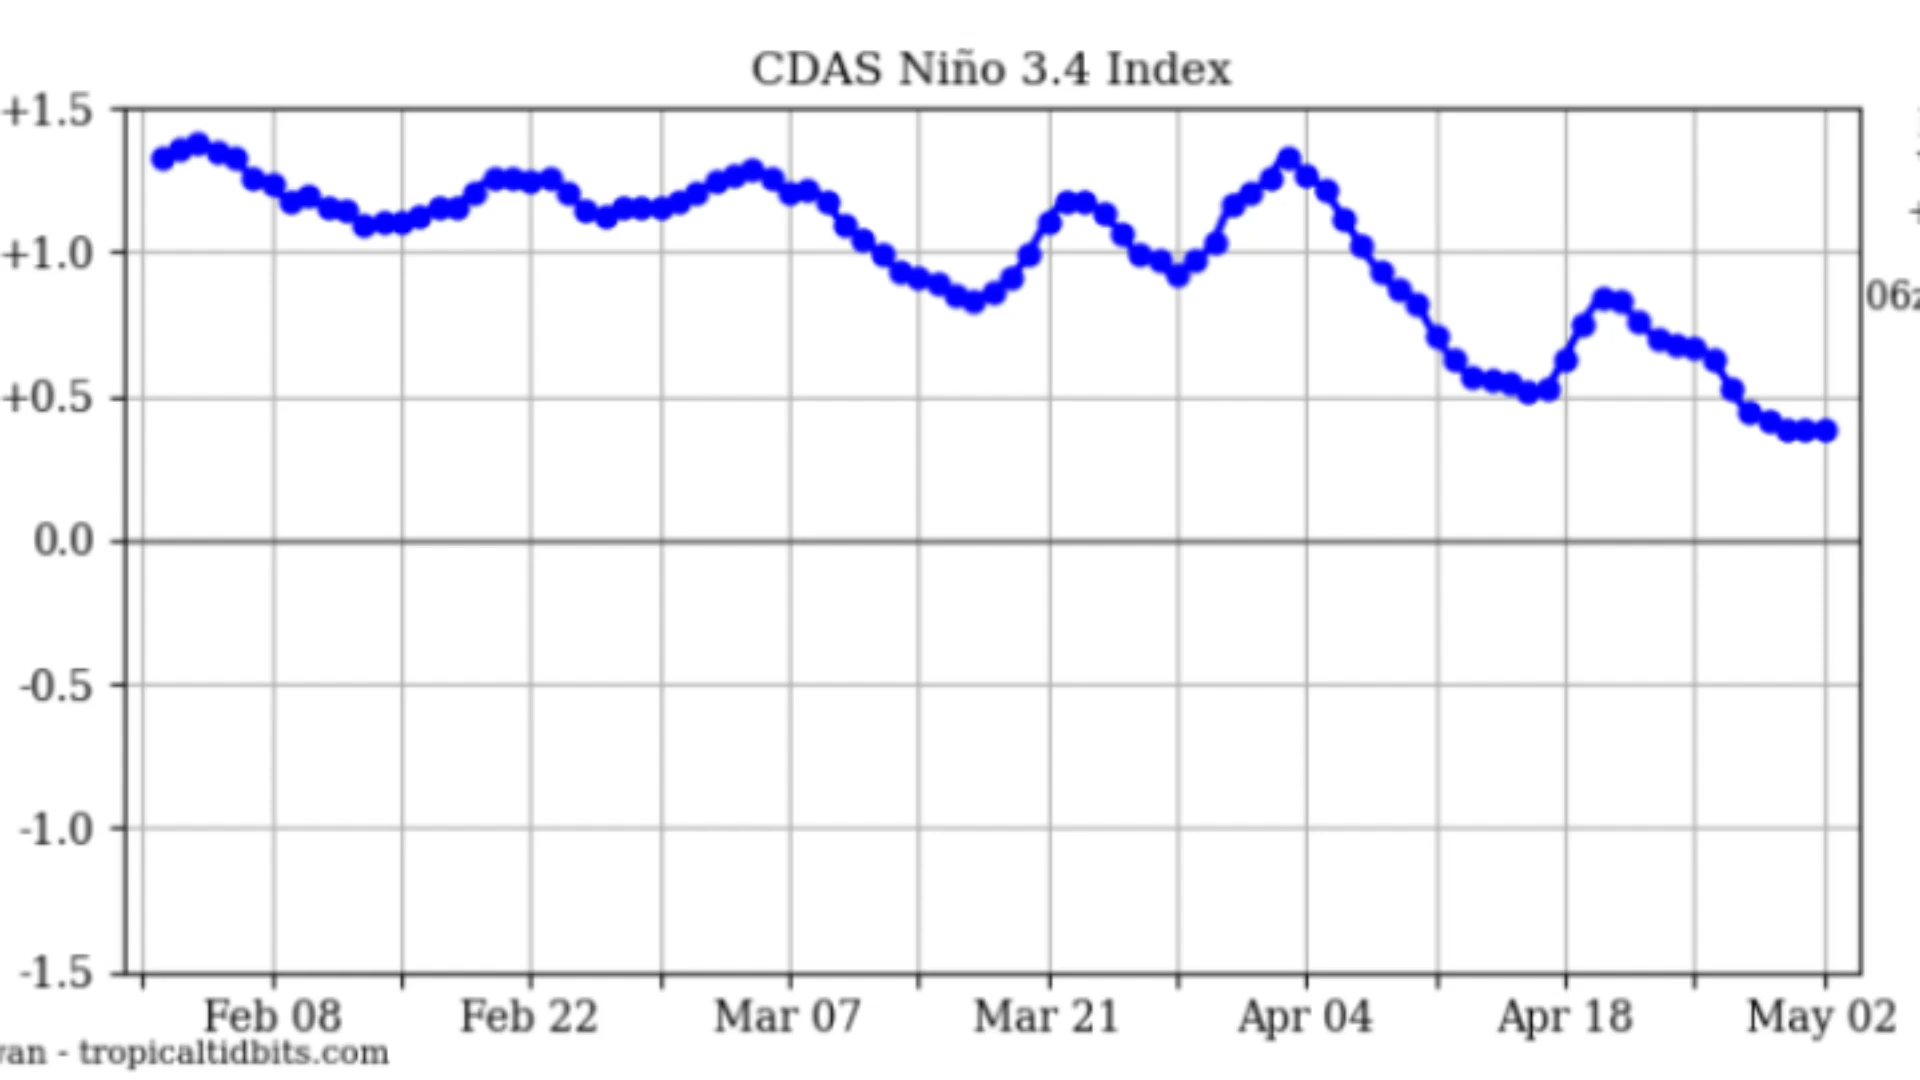 CDAS Niño 3.4 Index
+1.5
+1.0
06z
+0.5
0.0
-0.5
-1.0
-1.5
Feb 08 Feb 22 Mar 07 Mar 21 Apr 04 Apr 18 May 02
- tropicaltidbits.com